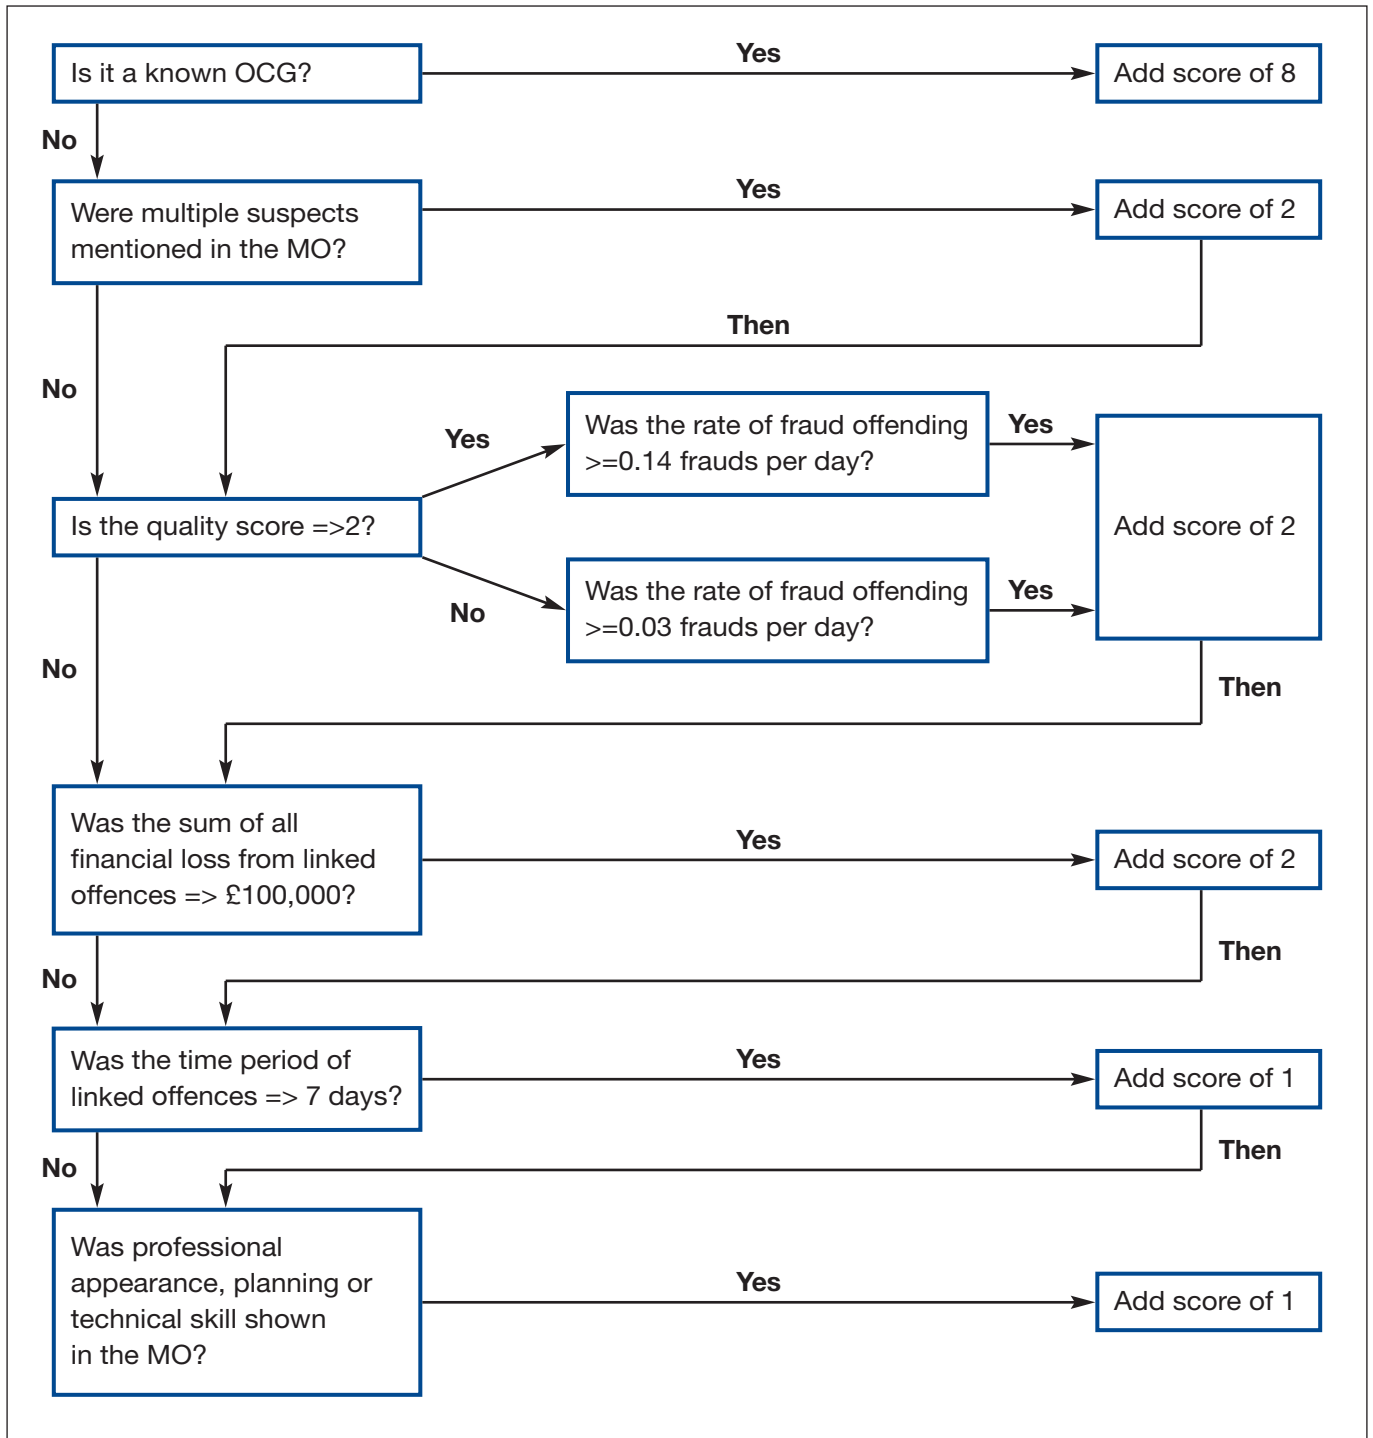 Is it a known OCG?
Yes
Add score of 8
No
Were multiple suspects
mentioned in the MO?
Yes
Add score of 2
Then
No
Is the quality score =>2?
Yes
Was the rate of fraud offending
>=0.14 frauds per day?
Yes
No
Was the rate of fraud offending
>=0.03 frauds per day?
Yes
Add score of 2
Then
No
Was the sum of all
financial loss from linked
offences => £100,000?
Yes
Add score of 2
Then
No
Was the time period of
linked offences => 7 days?
Yes
Add score of 1
Then
No
Was professional
appearance, planning or
technical skill shown
in the MO?
Yes
Add score of 1